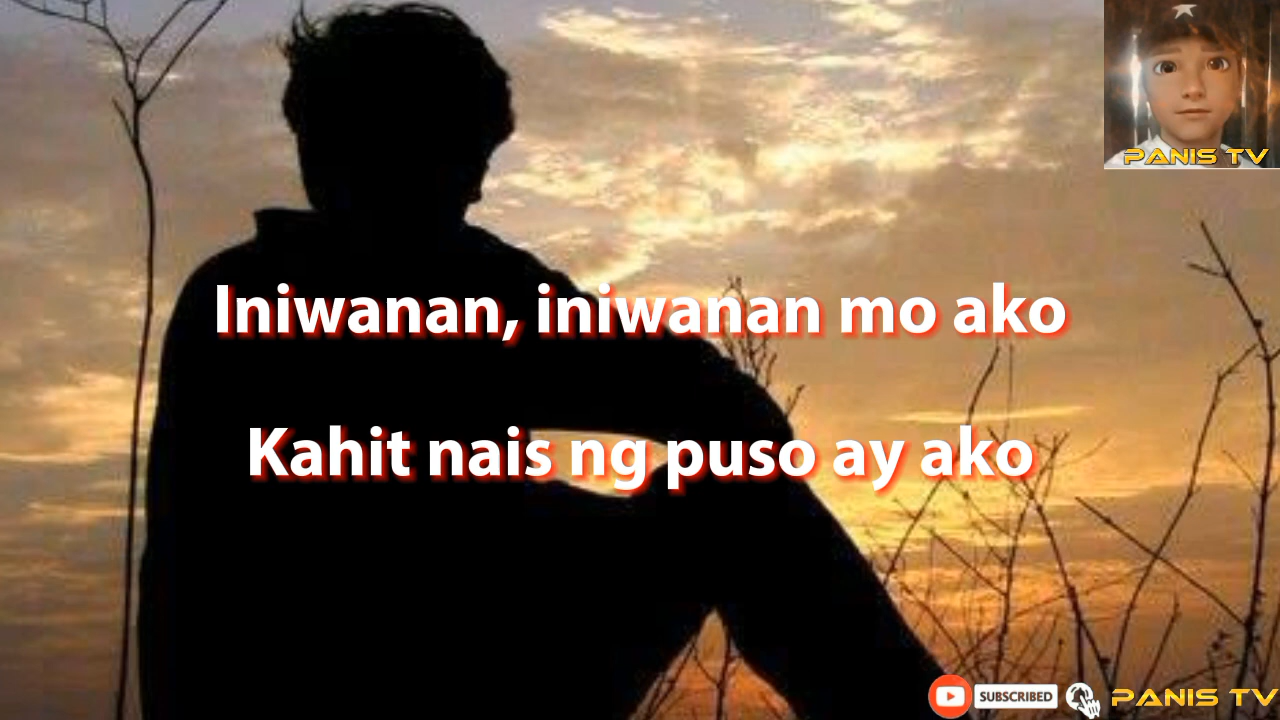 PANIS TV
Iniwanan, iniwanan mo ako
Kahit nais ng puso ay ako
SUBSCRIBED
PANIS TV